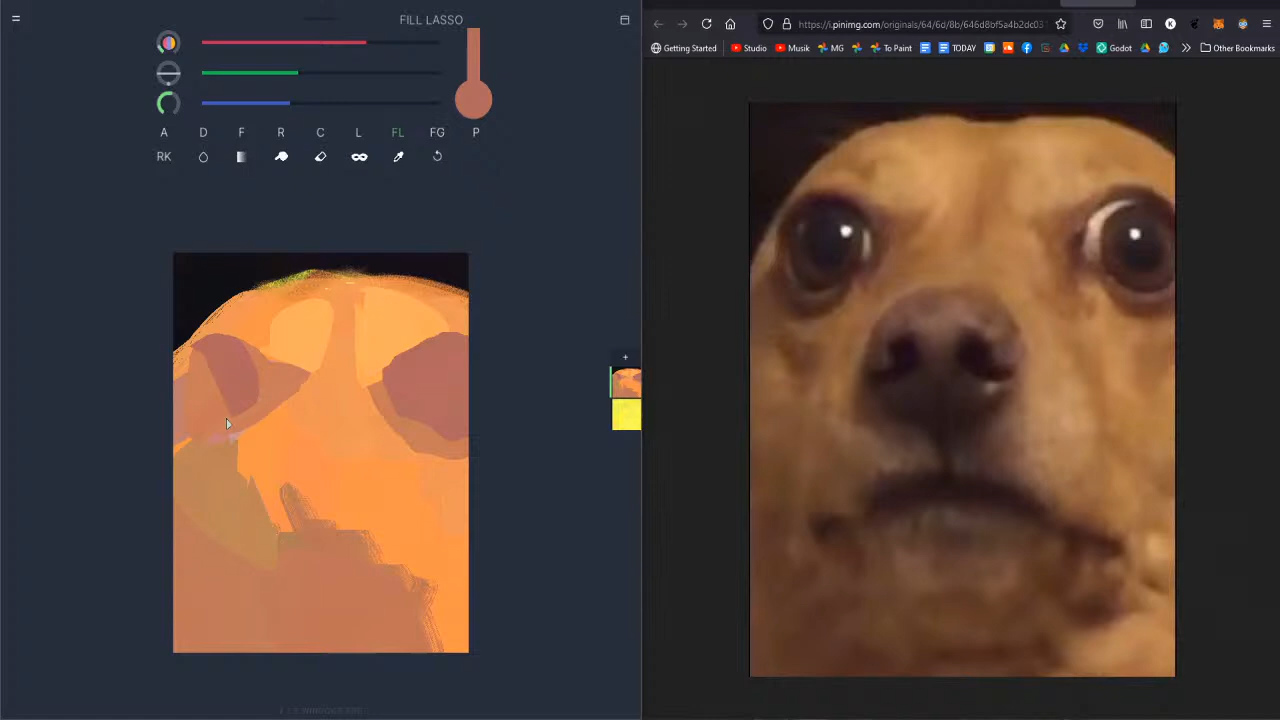 FILL LASSO
A D F R C L FL FG P
RK
+
https://i.pinimg.com/originals/64/6d/8b/646d8bf5a4b2dc03
Getting Started Studio Musik MG To Paint TODAY Godot Other Bookmarks